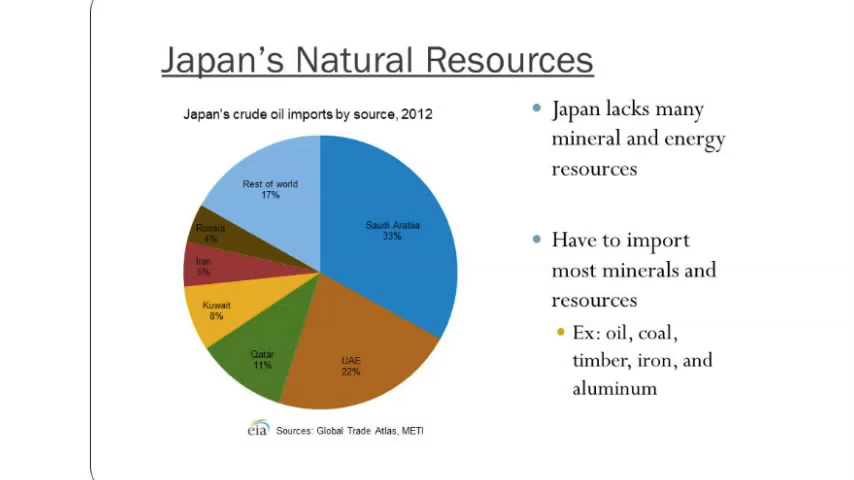 Japan's Natural Resources
Japan's crude oil imports by source, 2012
Rest of world
17%
Saudi Arabia
33%
Russia
4%
Iran
5%
Kuwait
8%
Qatar
11%
UAE
22%
eia Sources: Global Trade Atlas, METI
Japan lacks many
mineral and energy
resources
Have to import
most minerals and
resources
Ex: oil, coal,
timber, iron, and
aluminum